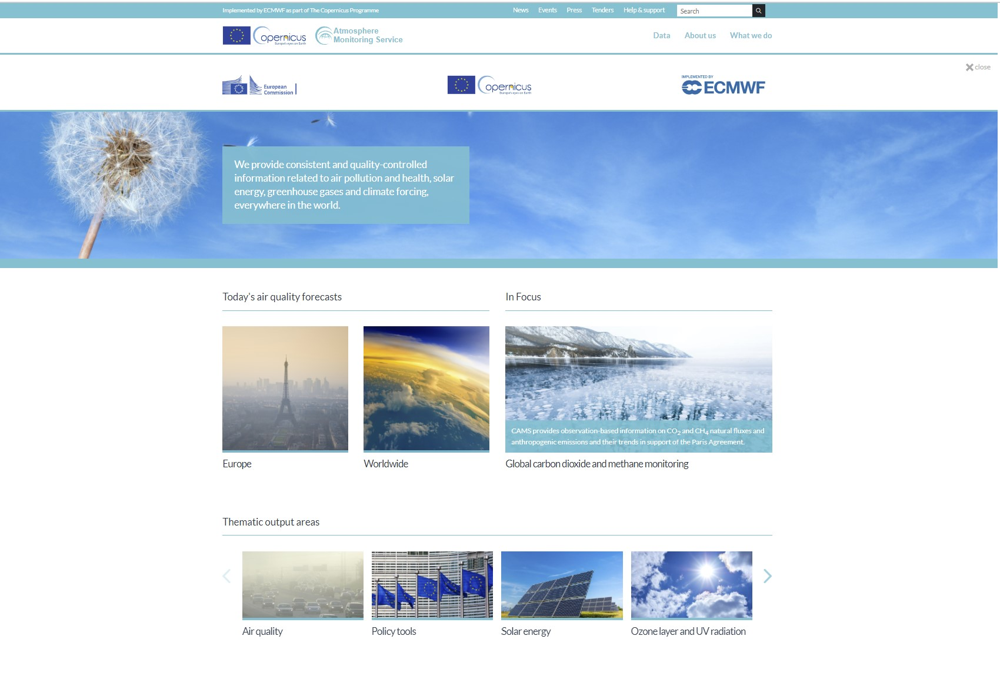 Implemented by ECMWF as part of The Copernicus Programme
News Events Press Tenders Help & support Search
opernicus
Europe's eyes on Earth
Atmosphere
Monitoring Service
Data About us What we do
close
European
Commission
opernicus
Europe's eyes on Earth
IMPLEMENTED BY
ECMWF
We provide consistent and quality-controlled
information related to air pollution and health, solar
energy, greenhouse gases and climate forcing,
everywhere in the world.
Today's air quality forecasts
In Focus
CAMS provides observation-based information on CO₂ and CH₄ natural fluxes and
anthropogenic emissions and their trends in support of the Paris Agreement.
Europe
Worldwide
Global carbon dioxide and methane monitoring
Thematic output areas
Air quality
Policy tools
Solar energy
Ozone layer and UV radiation